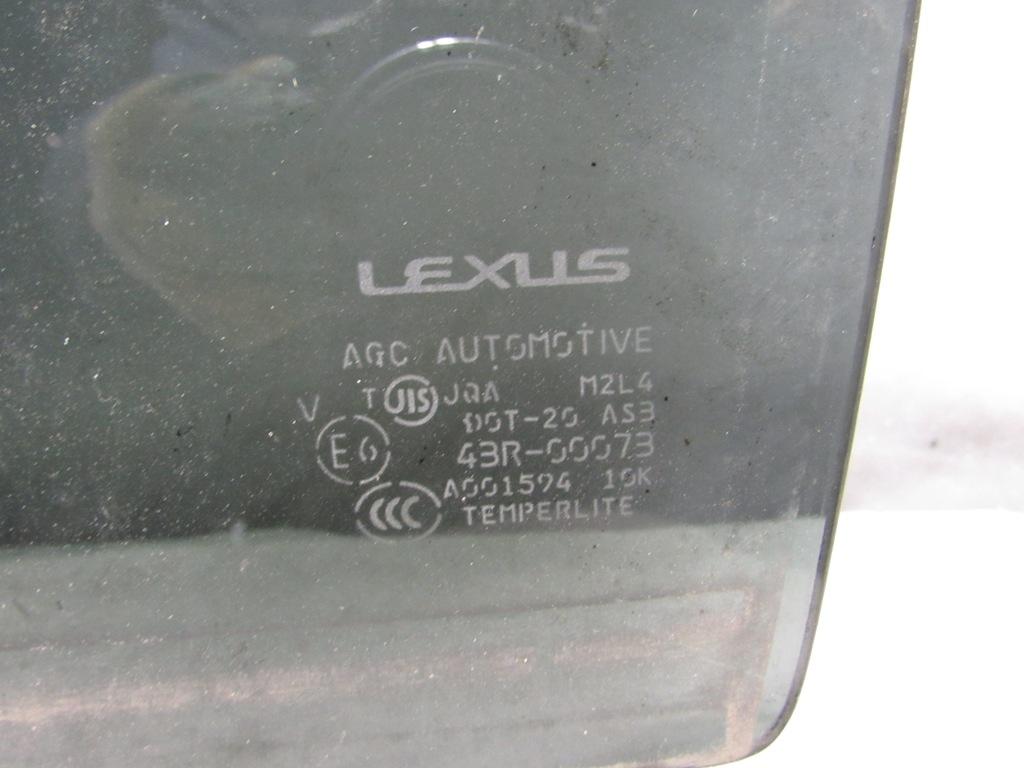 LEXUS
AGC AUTOMOTIVE
T JIS JQA M2L4
V DOT-20 AS3
E6 43R-00073
A001594 10K
CCC TEMPERLITE